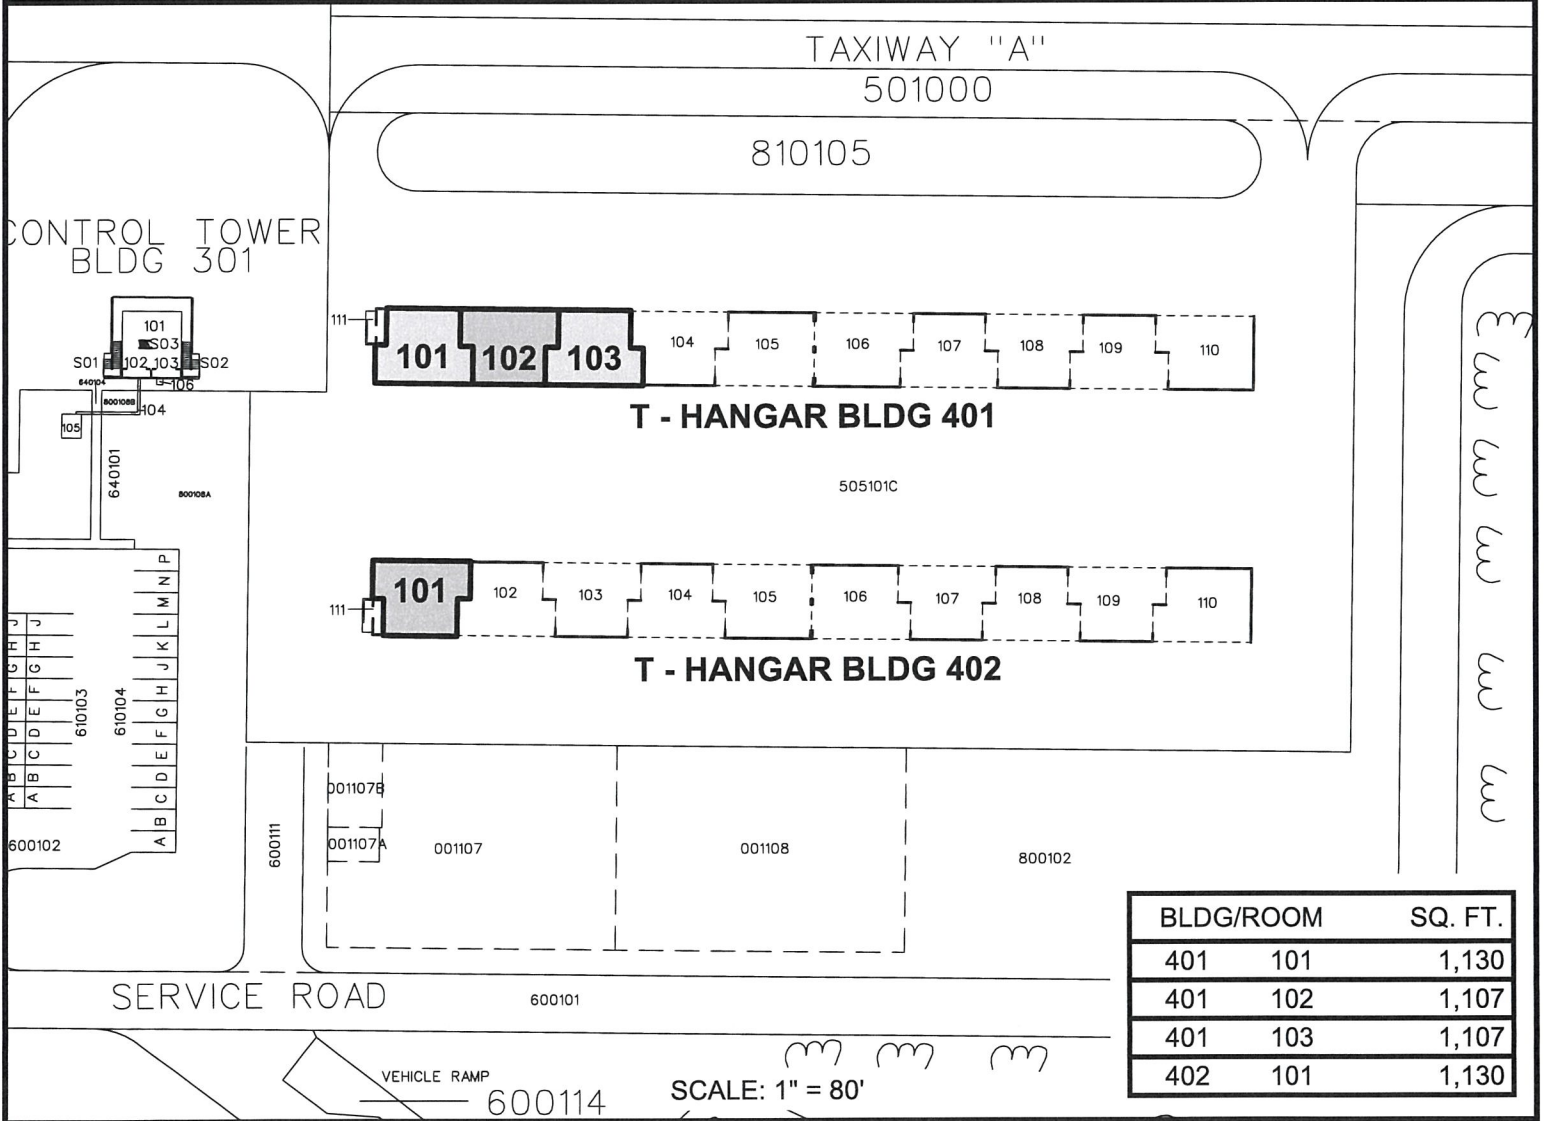 TAXIWAY "A"
501000
810105
CONTROL TOWER
BLDG 301
101
S03
S01 102 103 S02
106
640104
800108B
104
105
640101
800108A
111 101 102 103 104 105 106 107 108 109 110
T - HANGAR BLDG 401
505101C
111 101 102 103 104 105 106 107 108 109 110
T - HANGAR BLDG 402
A B C D E F G H J
A B C D E F G H J
610103
610104
A B C D E F G H J K L M N P
600102
600111
001107B
001107A
001107
001108
800102
SERVICE ROAD
600101
VEHICLE RAMP
600114
SCALE: 1" = 80'
BLDG/ROOM SQ. FT.
401 101 1,130
401 102 1,107
401 103 1,107
402 101 1,130